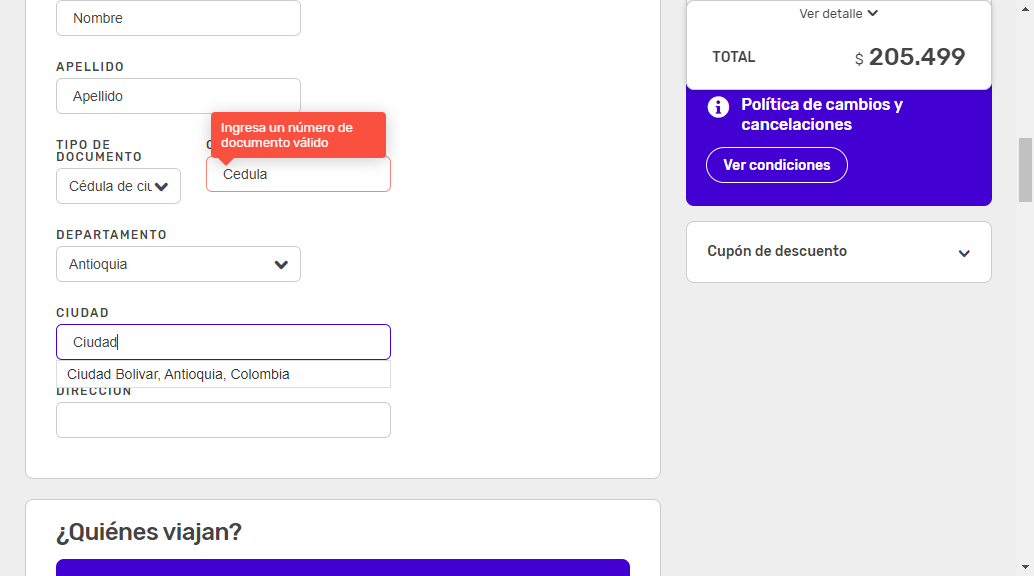 Nombre
APELLIDO
Apellido
Ingresa un número de
documento válido
TIPO DE
DOCUMENTO
Cédula de ciu
Cedula
DEPARTAMENTO
Antioquia
CIUDAD
Ciudad
Ciudad Bolivar, Antioquia, Colombia
DIRECCIÓN
¿Quiénes viajan?
Ver detalle
TOTAL
$ 205.499
Política de cambios y
cancelaciones
Ver condiciones
Cupón de descuento